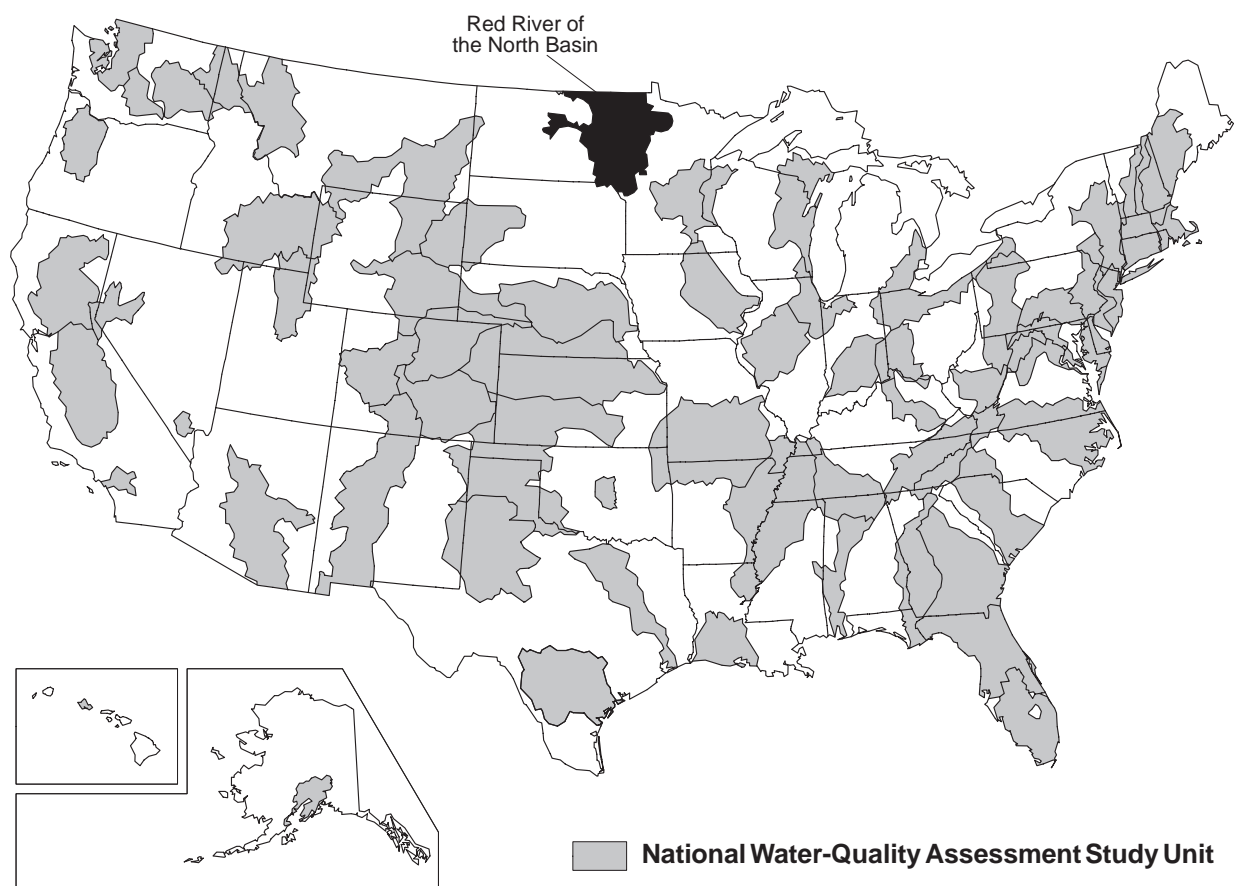 Red River of
the North Basin
National Water-Quality Assessment Study Unit